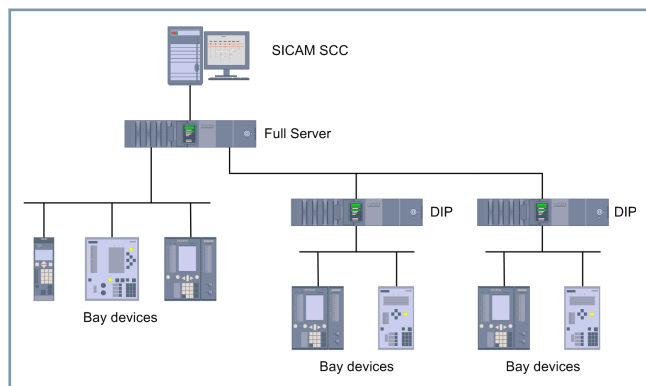 SICAM SCC
Full Server
DIP
DIP
Bay devices
Bay devices
Bay devices